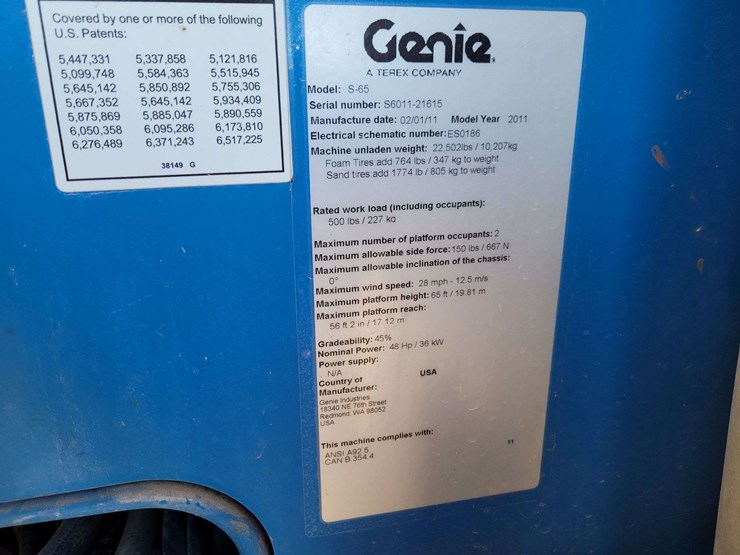 Covered by one or more of the following
U.S. Patents:
5,447,331 5,337,858 5,121,816
5,099,748 5,584,363 5,515,945
5,645,142 5,850,892 5,755,306
5,667,352 5,645,142 5,934,409
5,875,869 5,885,047 5,890,559
6,050,358 6,095,286 6,173,810
6,276,489 6,371,243 6,517,225
38149 G
Genie
A TEREX COMPANY
Model: S-65
Serial number: S6011-21615
Manufacture date: 02/01/11 Model Year 2011
Electrical schematic number: ES0186
Machine unladen weight: 22,502lbs / 10,207kg
Foam Tires add 764 lbs / 347 kg to weight
Sand tires add 1774 lb / 805 kg to weight
Rated work load (including occupants):
500 lbs / 227 kg
Maximum number of platform occupants: 2
Maximum allowable side force: 150 lbs / 667 N
Maximum allowable inclination of the chassis:
0°
Maximum wind speed: 28 mph - 12.5 m/s
Maximum platform height: 65 ft / 19.81 m
Maximum platform reach:
56 ft 2 in / 17.12 m
Gradeability: 45%
Nominal Power: 48 Hp / 36 kW
Power supply:
N/A
Country of
Manufacturer: USA
Genie Industries
18340 NE 76th Street
Redmond, WA 98052
USA
This machine complies with:
ANSI A92.5 11
CAN B.354.4